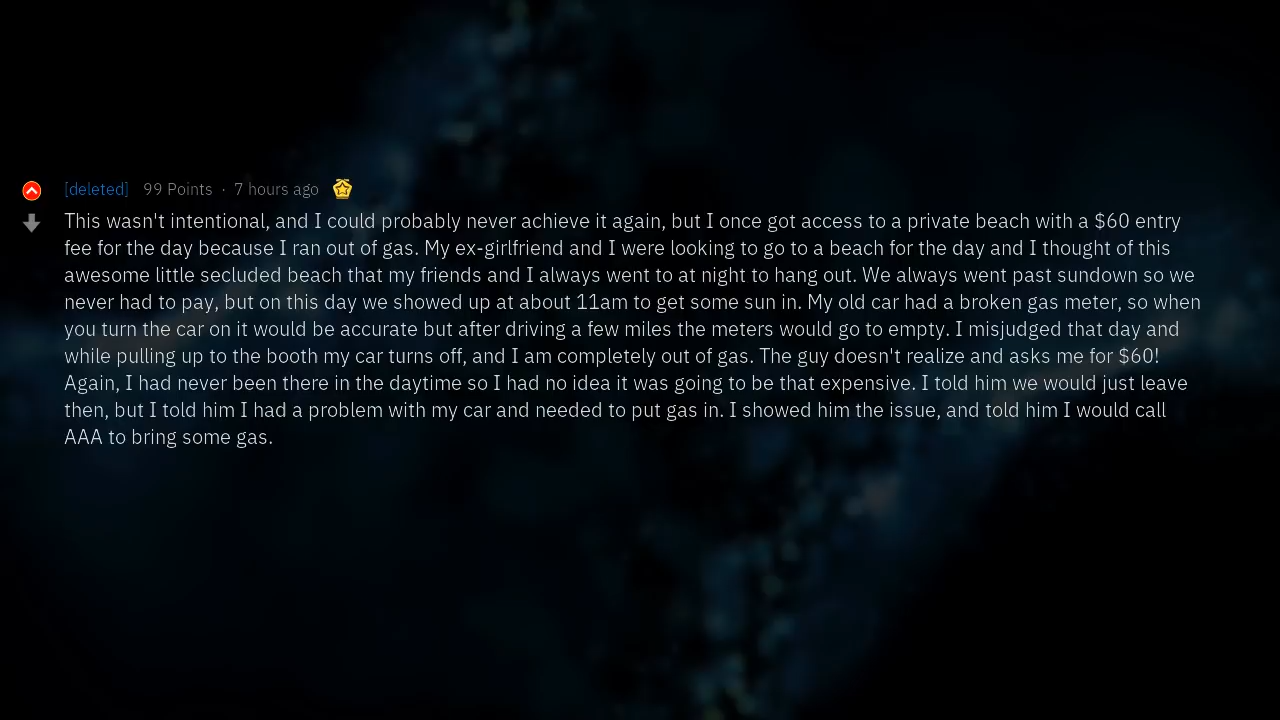 [deleted] 99 Points · 7 hours ago
This wasn't intentional, and I could probably never achieve it again, but I once got access to a private beach with a $60 entry
fee for the day because I ran out of gas. My ex-girlfriend and I were looking to go to a beach for the day and I thought of this
awesome little secluded beach that my friends and I always went to at night to hang out. We always went past sundown so we
never had to pay, but on this day we showed up at about 11am to get some sun in. My old car had a broken gas meter, so when
you turn the car on it would be accurate but after driving a few miles the meters would go to empty. I misjudged that day and
while pulling up to the booth my car turns off, and I am completely out of gas. The guy doesn't realize and asks me for $60!
Again, I had never been there in the daytime so I had no idea it was going to be that expensive. I told him we would just leave
then, but I told him I had a problem with my car and needed to put gas in. I showed him the issue, and told him I would call
AAA to bring some gas.